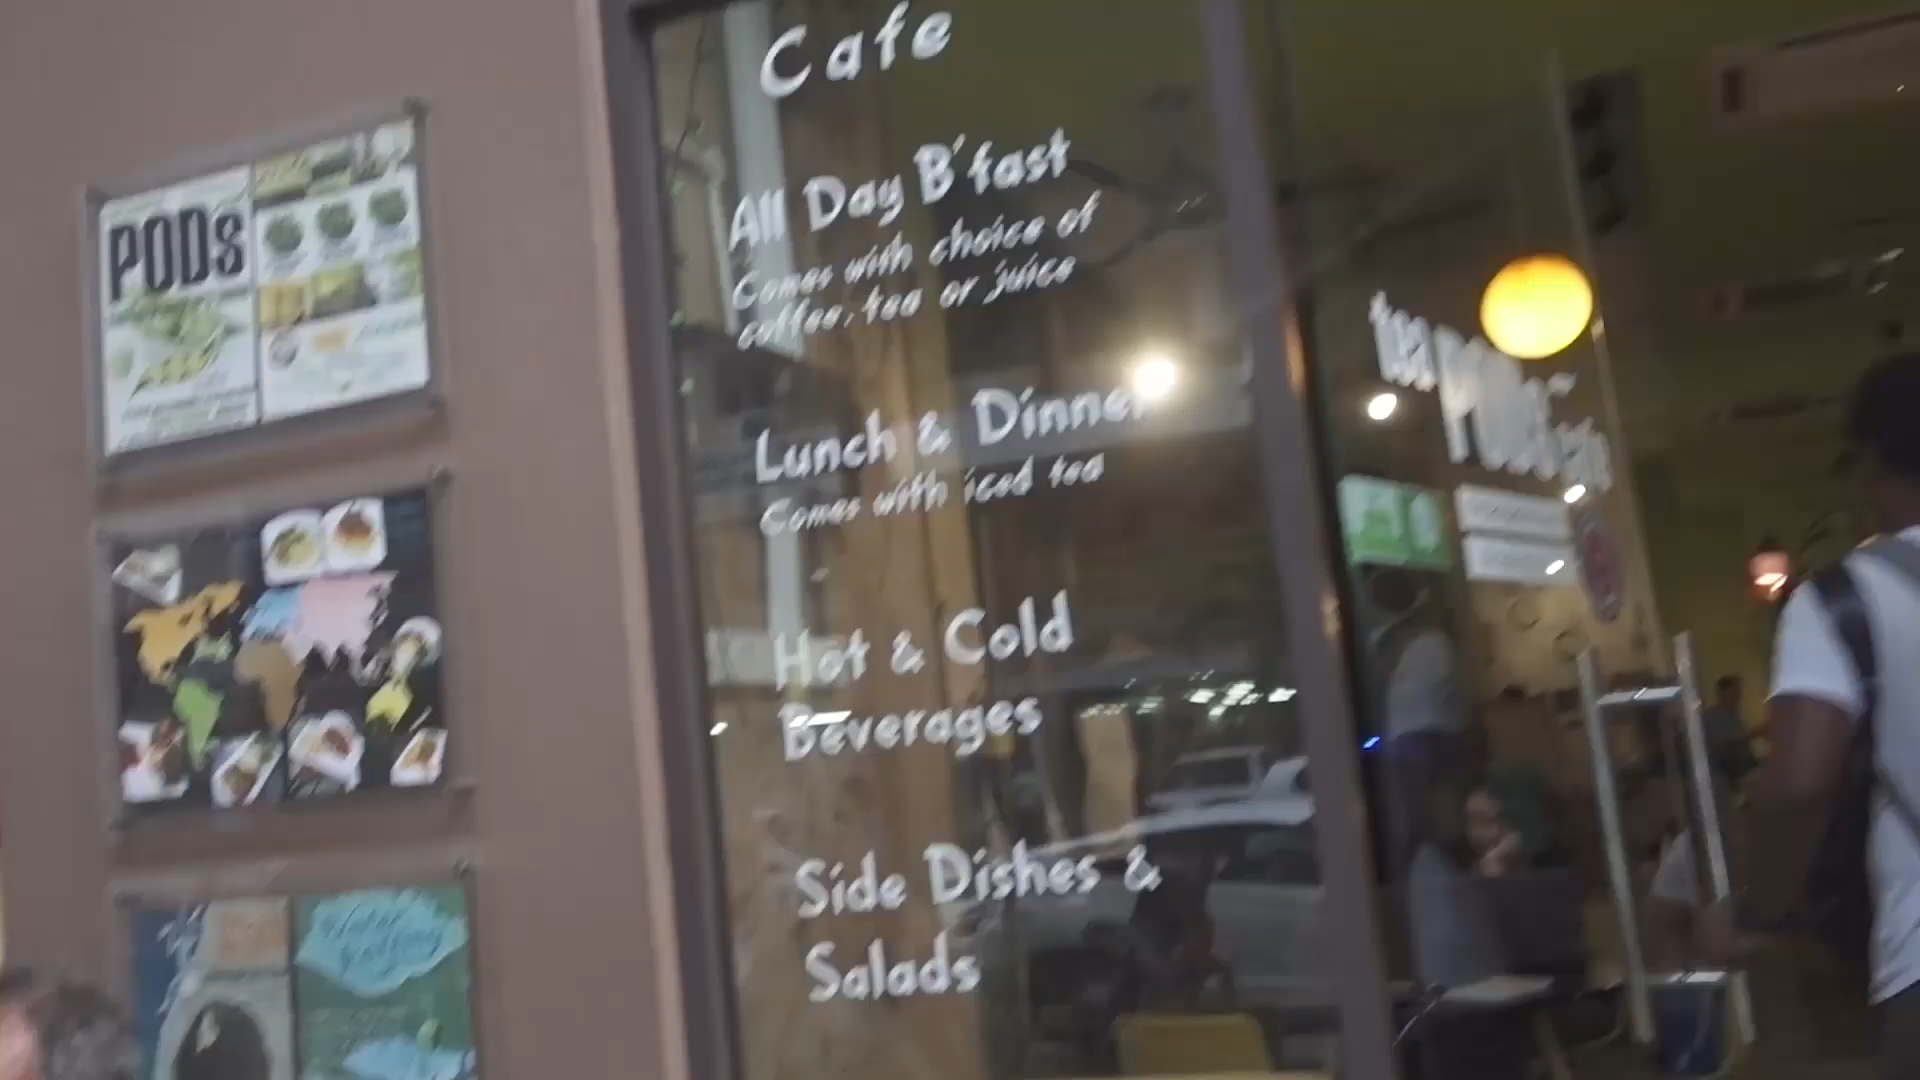 PODs
Cafe
All Day B'fast
Comes with choice of
coffee, tea or juice
Lunch & Dinner
Comes with iced tea
Hot & Cold
Beverages
Side Dishes &
Salads
tea PODs
cafe